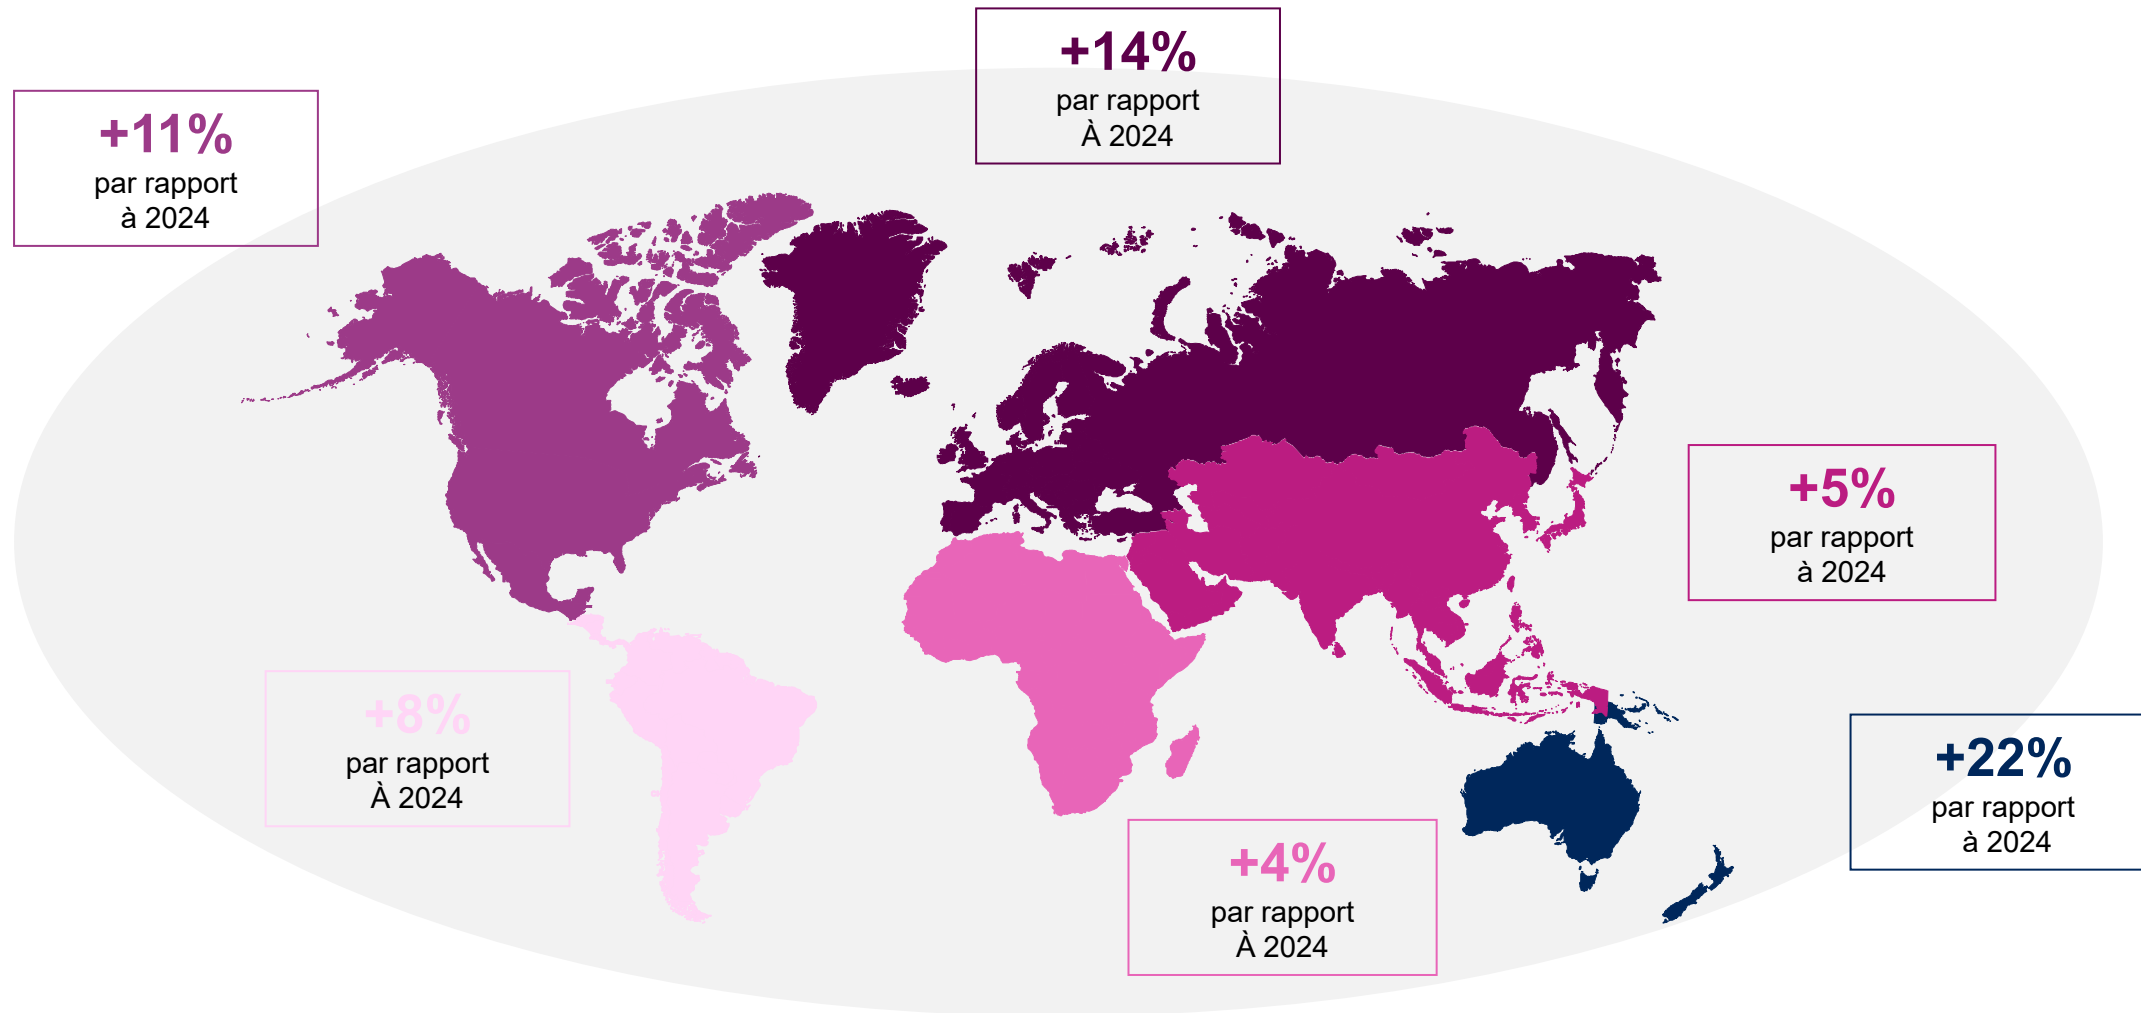 +14%
par rapport
À 2024
+11%
par rapport
à 2024
+5%
par rapport
à 2024
+8%
par rapport
À 2024
+22%
par rapport
à 2024
+4%
par rapport
À 2024